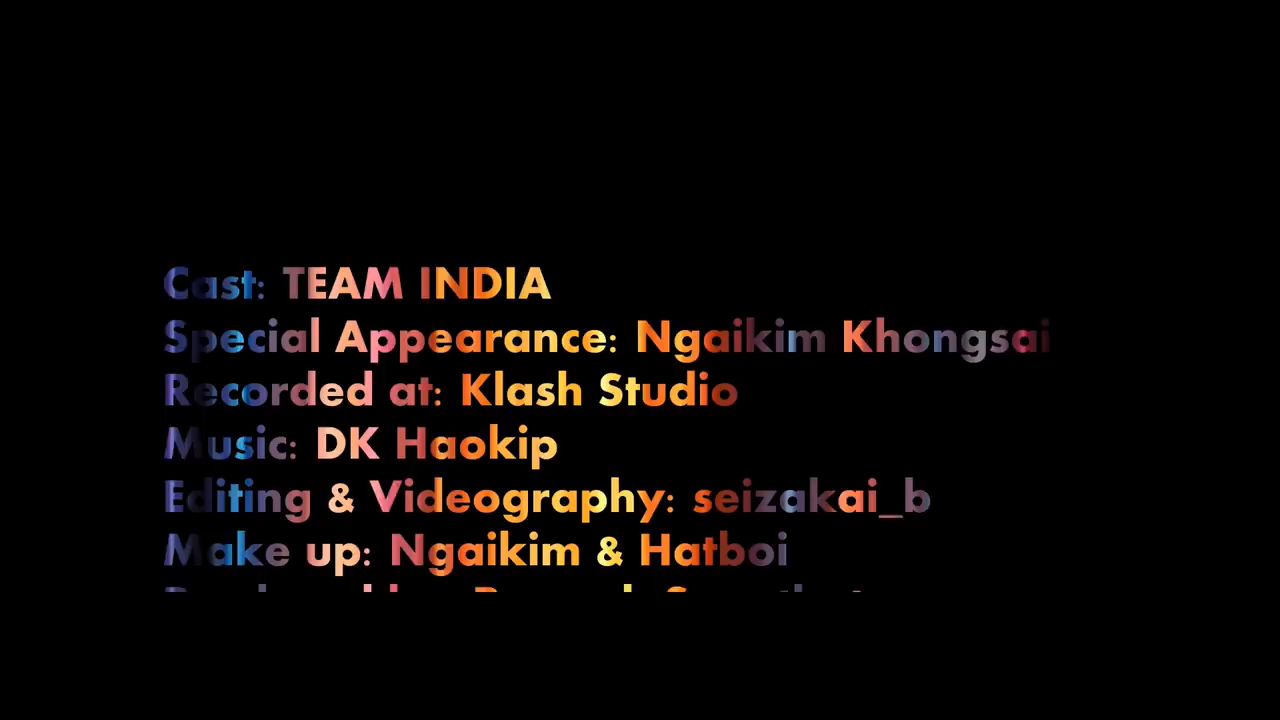 Cast: TEAM INDIA
Special Appearance: Ngaikim Khongsai
Recorded at: Klash Studio
Music: DK Haokip
Editing & Videography: seizakai_b
Make up: Ngaikim & Hatboi